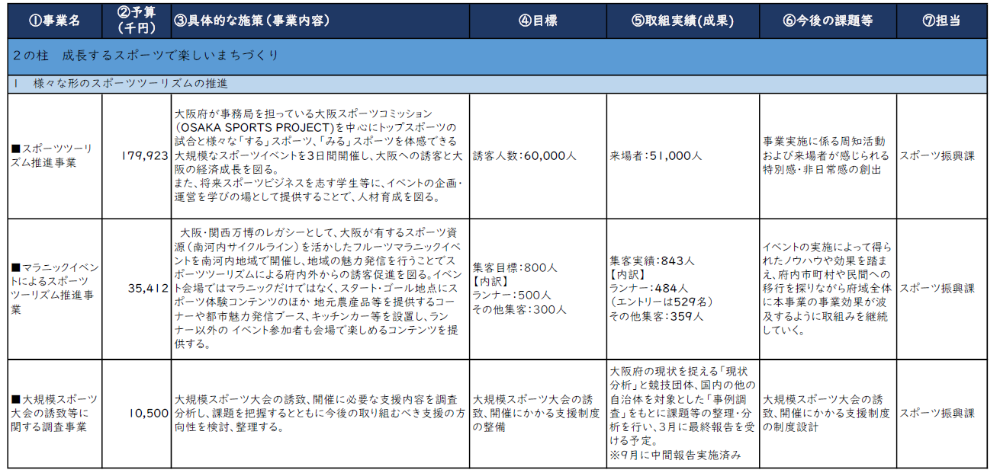 ①事業名
②予算
(千円)
③具体的な施策(事業内容)
④目標
⑤取組実績(成果)
⑥今後の課題等
⑦担当
２の柱　成長するスポーツで楽しいまちづくり
１　様々な形のスポーツツーリズムの推進
■スポーツツーリ
ズム推進事業
179,923
大阪府が事務局を担っている大阪スポーツコミッション
(OSAKA SPORTS PROJECT)を中心にトップスポーツの
試合と様々な「する」スポーツ、「みる」スポーツを体感できる
大規模なスポーツイベントを3日間開催し、大阪への誘客と大
阪の経済成長を図る。
また、将来スポーツビジネスを志す学生等に、イベントの企画・
運営を学びの場として提供することで、人材育成を図る。
誘客人数：60,000人
来場者：51,000人
事業実施に係る周知活動
および来場者が感じられる
特別感・非日常感の創出
スポーツ振興課
■マラニックイベン
トによるスポーツ
ツーリズム推進事
業
35,412
大阪・関西万博のレガシーとして、大阪が有するスポーツ資
源(南河内サイクルライン)を活かしたフルーツマラニックイベ
ントを南河内地域で開催し、地域の魅力発信を行うことでス
ポーツツーリズムによる府内外からの誘客促進を図る。イベン
ト会場ではマラニックだけではなく、スタート・ゴール地点にス
ポーツ体験コンテンツのほか 地元農産品等を提供するコー
ナーや都市魅力発信ブース、キッチンカー等を設置し、ラン
ナー以外の イベント参加者も会場で楽しめるコンテンツを提
供する。
集客目標：800人
【内訳】
ランナー：500人
その他集客：300人
集客実績：843人
【内訳】
ランナー：484人
(エントリーは529名)
その他集客：359人
イベントの実施によって得ら
れたノウハウや効果を踏ま
え、府内市町村や民間への
移行を探りながら府域全体
に本事業の事業効果が波
及するように取組みを継続
していく。
スポーツ振興課
■大規模スポーツ
大会の誘致等に
関する調査事業
10,500
大規模スポーツ大会の誘致、開催に必要な支援内容を調査
分析し、課題を把握するとともに今後の取り組むべき支援の方
向性を検討、整理する。
大規模スポーツ大会の誘
致、開催にかかる支援制度
の整備
大阪府の現状を捉える「現状
分析」と競技団体、国内の他の
自治体を対象とした「事例調
査」をもとに課題等の整理・分
析を行い、3月に最終報告を受
ける予定。
※9月に中間報告実施済み
大規模スポーツ大会の誘
致、開催にかかる支援制度
の制度設計
スポーツ振興課